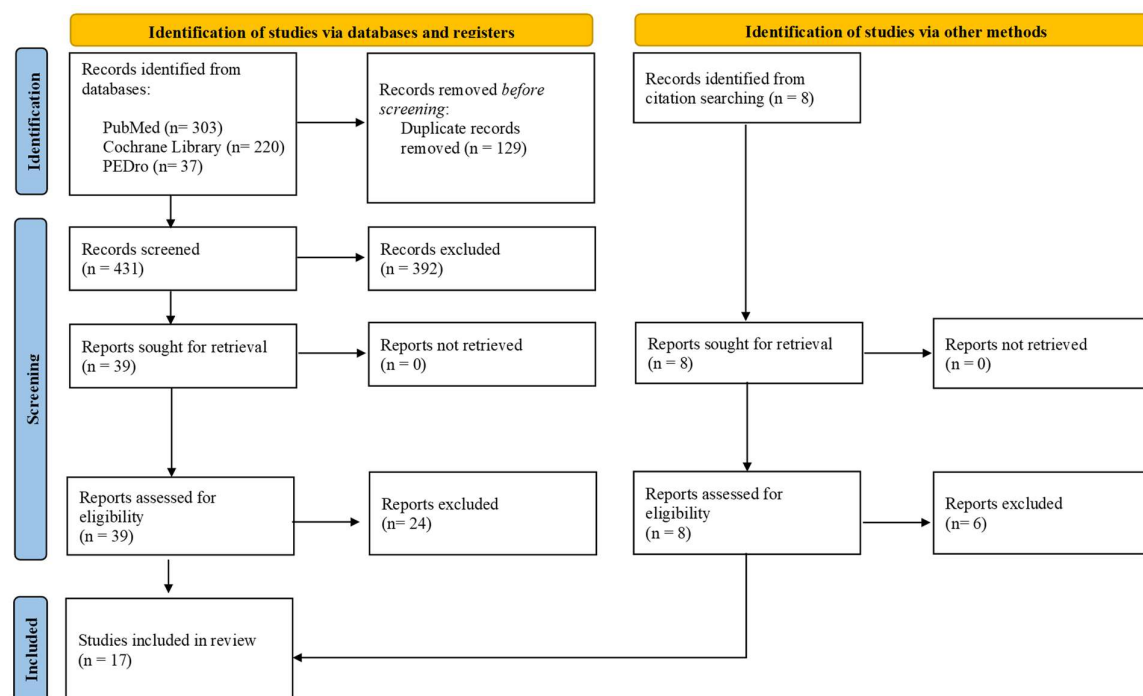 Identification of studies via databases and registers
Identification of studies via other methods
Identification
Records identified from
databases:
PubMed (n= 303)
Cochrane Library (n= 220)
PEDro (n= 37)
Records removed before
screening:
Duplicate records
removed (n = 129)
Records identified from
citation searching (n = 8)
Screening
Records screened
(n = 431)
Records excluded
(n = 392)
Reports sought for retrieval
(n = 39)
Reports not retrieved
(n = 0)
Reports sought for retrieval
(n = 8)
Reports not retrieved
(n = 0)
Reports assessed for
eligibility
(n = 39)
Reports excluded
(n= 24)
Reports assessed for
eligibility
(n = 8)
Reports excluded
(n= 6)
Included
Studies included in review
(n = 17)